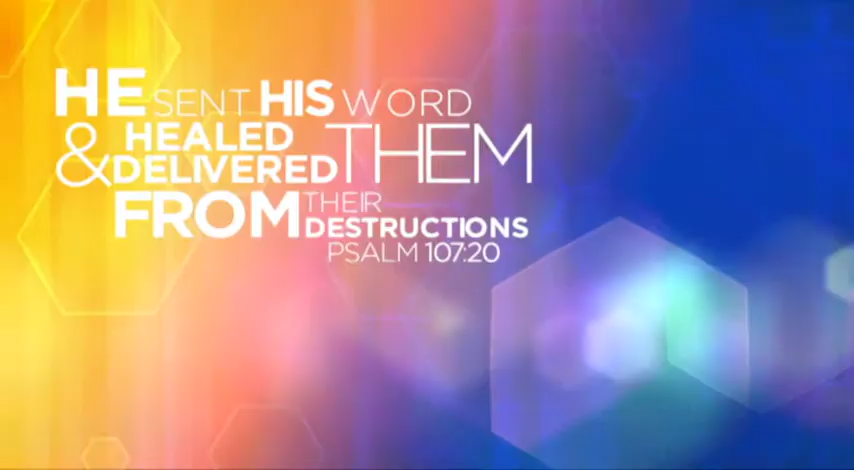 HE SENT HIS WORD
& HEALED
DELIVERED THEM
FROM THEIR
DESTRUCTIONS
PSALM 107:20